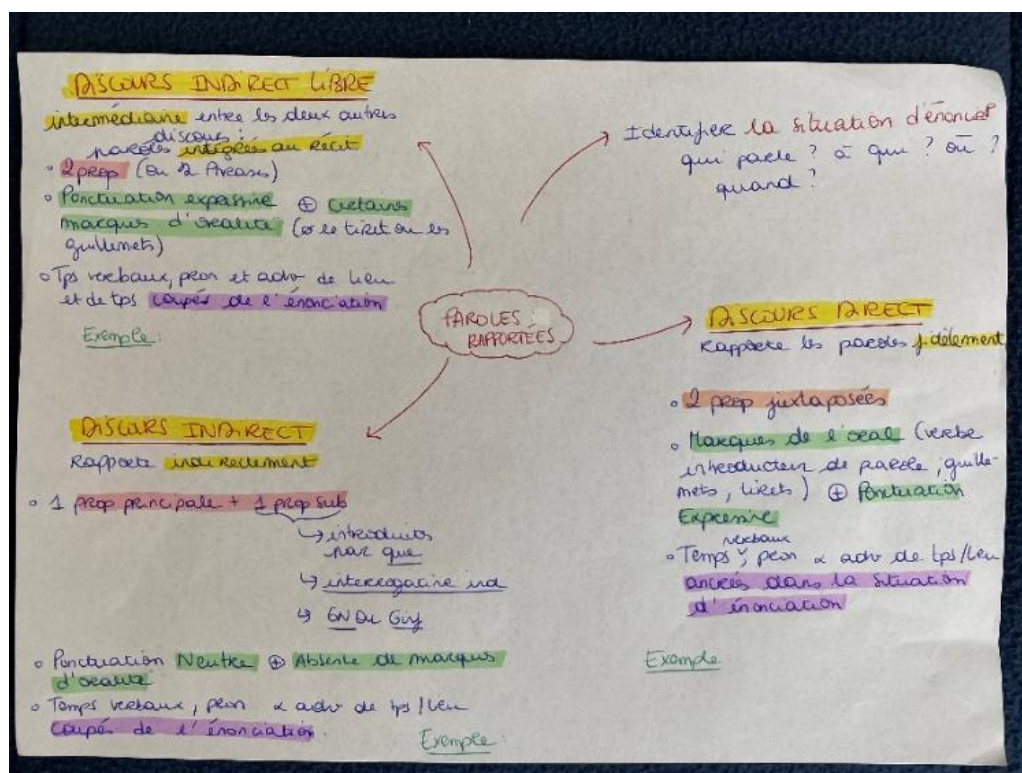 DISCOURS INDIRECT LIBRE
intermédiaire entre les deux autres
discours :
paroles intégrées au récit
• 2 prop (ou 2 Phrases)
• Ponctuation expressive ⊕ certaines
marques d'oralité (ø le tiret ou les
guillemets)
• Tps verbaux, pron et adv de lieu
et de tps coupés de l'énonciation
Exemple :
Identifier la situation d'énonciat°
qui parle ? à qui ? où ?
quand ?
PAROLES
RAPPORTÉES
DISCOURS DIRECT
Rapporte les paroles fidèlement
• 2 prop juxtaposées
• Marques de l'oral (verbe
introducteur de parole, guille-
mets, tirets) ⊕ Ponctuation
Expressive
verbaux
• Temps, pron & adv de tps/lieu
ancrés dans la situation
d'énonciation
Exemple
DISCOURS INDIRECT
Rapporte indirectement
• 1 prop principale + 1 prop sub
↳ introduites
par que
↳ interrogative ind
↳ GN ou Ginf
• Ponctuation Neutre ⊕ Absence de marques
d'oralité
• Temps verbaux, pron & adv de tps/lieu
coupés de l'énonciation.
Exemple :